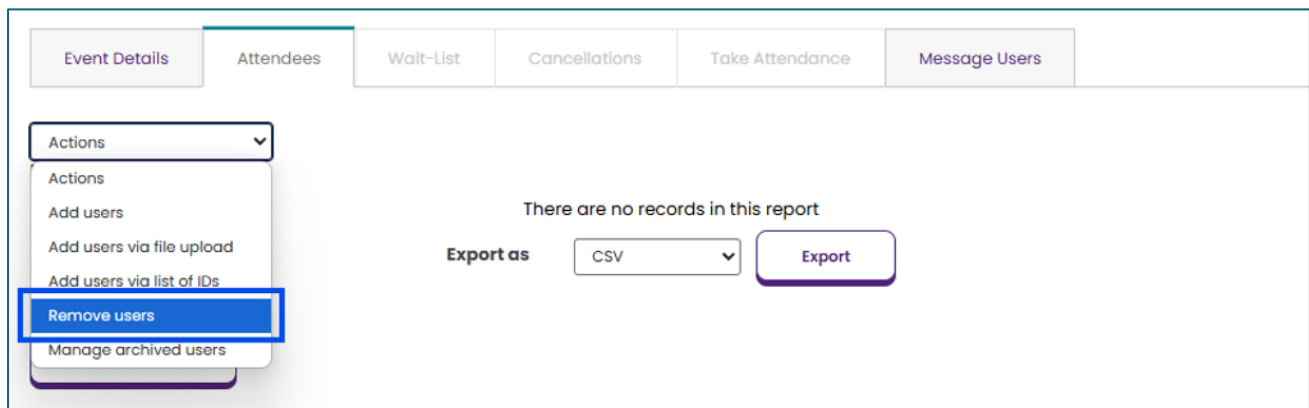 Event Details Attendees Wait-List Cancellations Take Attendance Message Users
Actions
Actions
Add users
Add users via file upload
Add users via list of IDs
Remove users
Manage archived users
There are no records in this report
Export as CSV Export